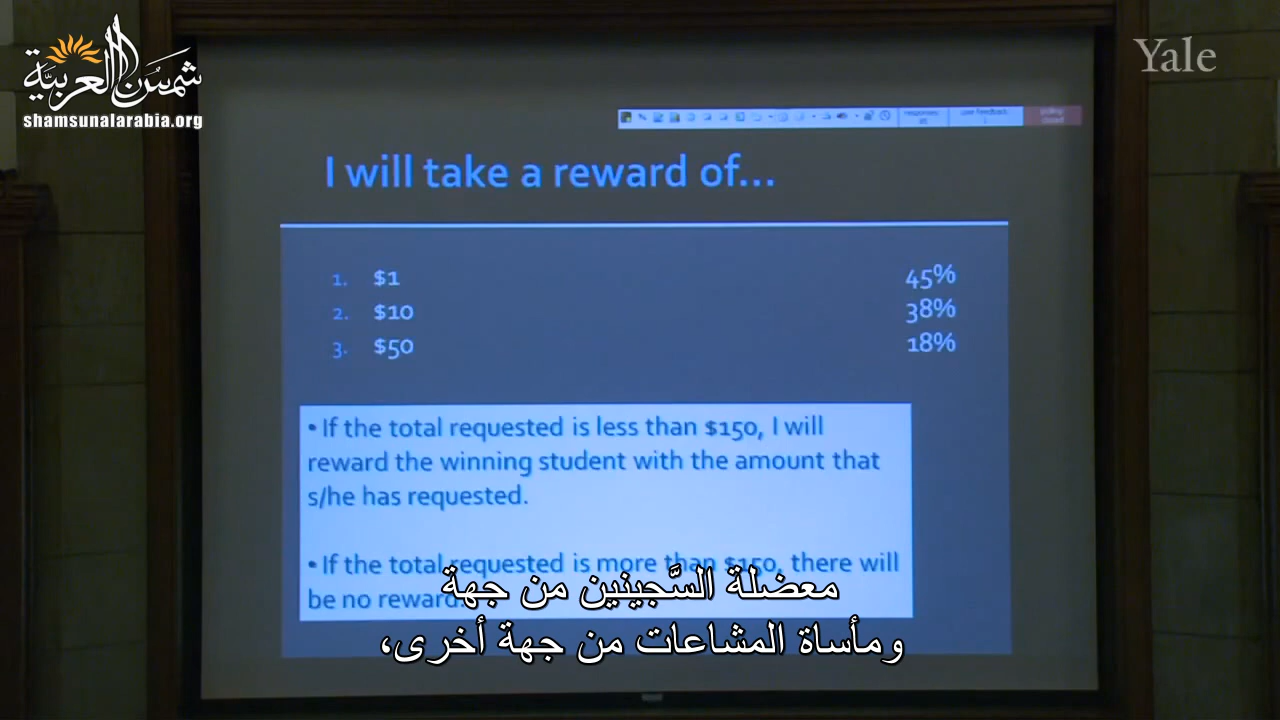 شمس العربية
shamsunalarabia.org
Yale
I will take a reward of...
1. $1 45%
2. $10 38%
3. $50 18%
• If the total requested is less than $150, I will
reward the winning student with the amount that
s/he has requested.
• If the total requested is more than $150, there will
be no reward.
معضلة السَّجينين من جهة
ومأساة المشاعات من جهة أخرى،